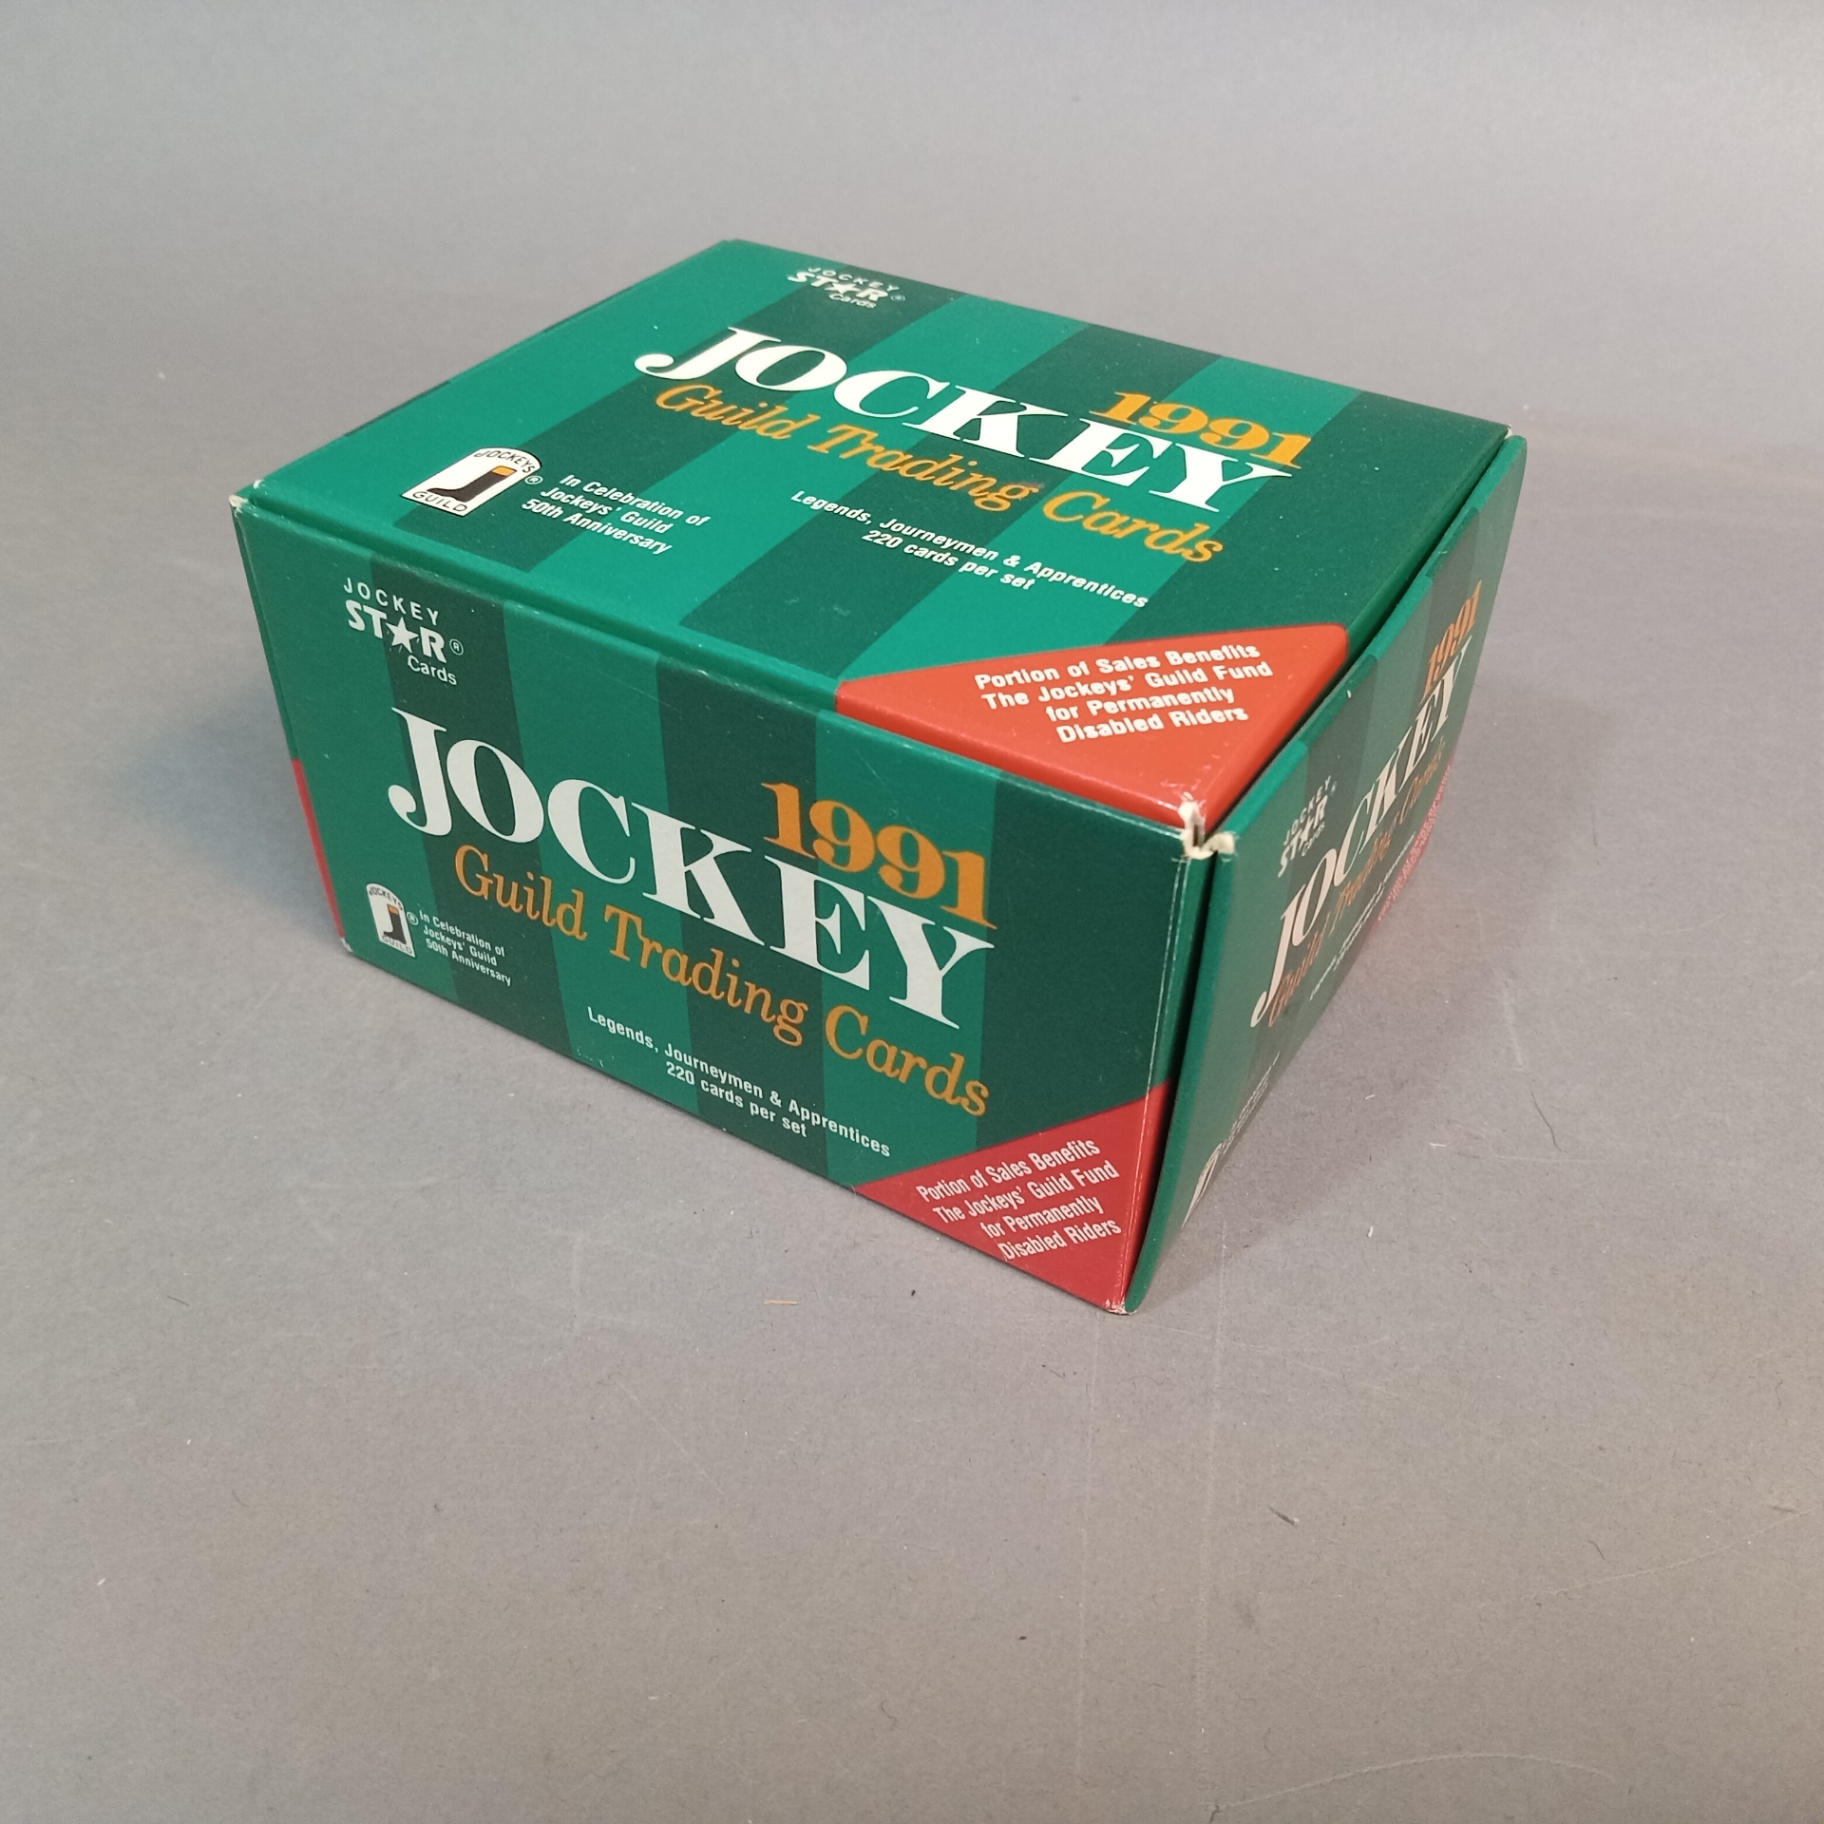 JOCKEY
STAR®
Cards
1991
JOCKEY
Guild Trading Cards
JOCKEYS
GUILD
®
In Celebration of
Jockeys' Guild
50th Anniversary
Legends, Journeymen & Apprentices
220 cards per set
Portion of Sales Benefits
The Jockeys' Guild Fund
for Permanently
Disabled Riders
JOCKEY
STAR®
Cards
1991
JOCKEY
Guild Trading Cards
JOCKEYS
GUILD
®
In Celebration of
Jockeys' Guild
50th Anniversary
Legends, Journeymen & Apprentices
220 cards per set
Portion of Sales Benefits
The Jockeys' Guild Fund
for Permanently
Disabled Riders
JOCKEY
STAR
Cards
1991
JOCKEY
Guild Trading Cards